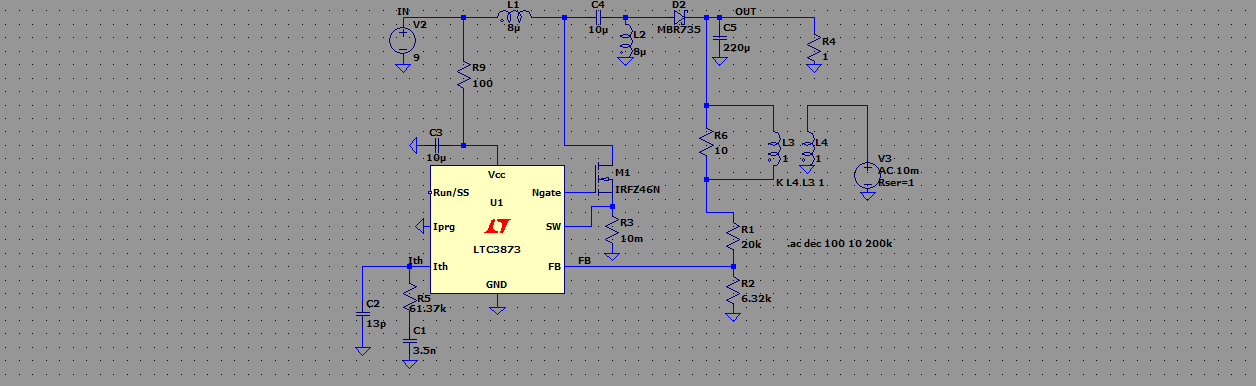 IN
V2
9
L1
8µ
C4
10µ
L2
8µ
D2
MBR735
OUT
C5
220µ
R4
1
R9
100
C3
10µ
R6
10
L3
1
L4
1
K L4 L3 1
V3
AC 10m
Rser=1
M1
IRFZ46N
R3
10m
Vcc
Run/SS
U1
Ngate
Iprg
SW
LTC3873
Ith
Ith
FB
FB
GND
R1
20k
.ac dec 100 10 200k
R2
6.32k
C2
13p
R5
61.37k
C1
3.5n